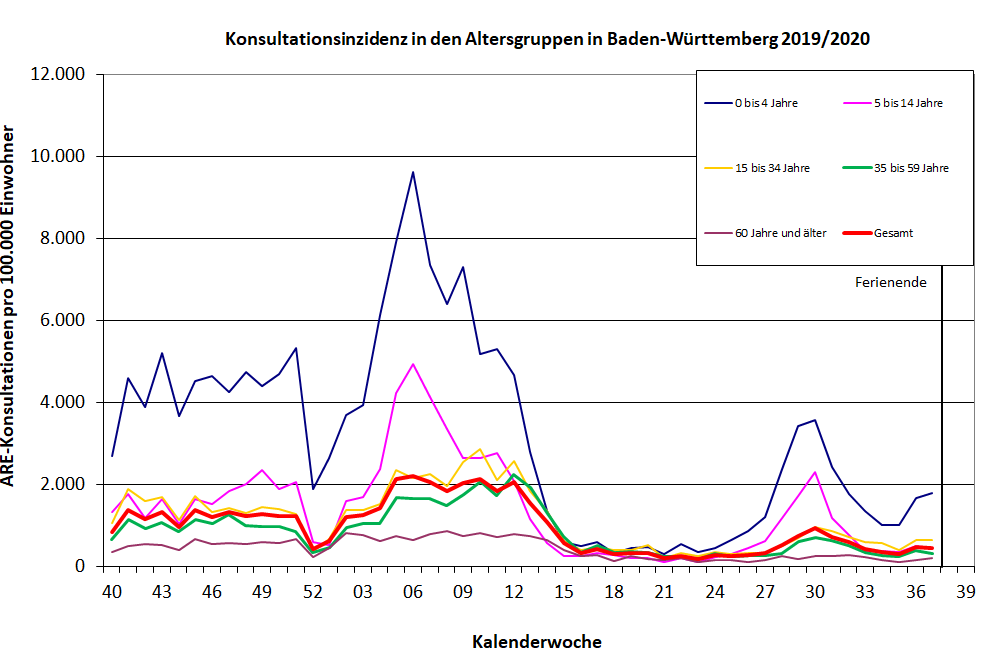 Konsultationsinzidenz in den Altersgruppen in Baden-Württemberg 2019/2020
ARE-Konsultationen pro 100.000 Einwohner
12.000
10.000
8.000
6.000
4.000
2.000
0
0 bis 4 Jahre
5 bis 14 Jahre
15 bis 34 Jahre
35 bis 59 Jahre
60 Jahre und älter
Gesamt
Ferienende
40 43 46 49 52 03 06 09 12 15 18 21 24 27 30 33 36 39
Kalenderwoche